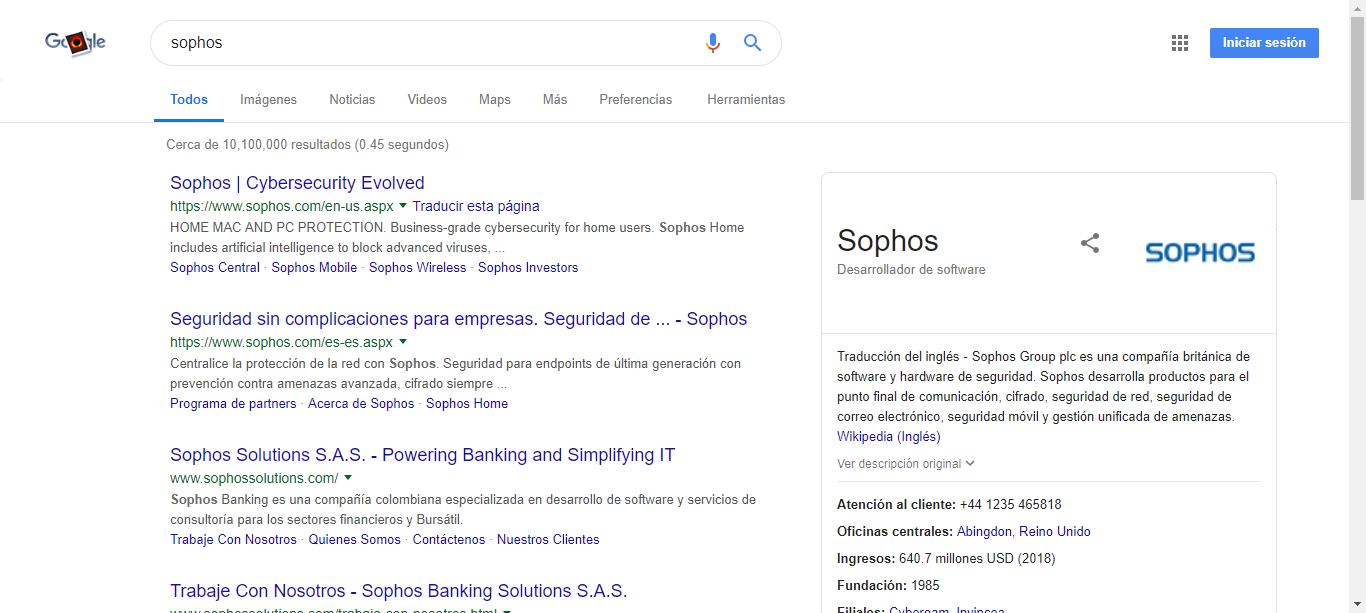 Google
sophos
Iniciar sesión
Todos Imágenes Noticias Videos Maps Más Preferencias Herramientas
Cerca de 10,100,000 resultados (0.45 segundos)
Sophos | Cybersecurity Evolved
https://www.sophos.com/en-us.aspx Traducir esta página
HOME MAC AND PC PROTECTION. Business-grade cybersecurity for home users. Sophos Home
includes artificial intelligence to block advanced viruses, ...
Sophos Central · Sophos Mobile · Sophos Wireless · Sophos Investors
Seguridad sin complicaciones para empresas. Seguridad de ... - Sophos
https://www.sophos.com/es-es.aspx
Centralice la protección de la red con Sophos. Seguridad para endpoints de última generación con
prevención contra amenazas avanzada, cifrado siempre ...
Programa de partners · Acerca de Sophos · Sophos Home
Sophos Solutions S.A.S. - Powering Banking and Simplifying IT
www.sophossolutions.com/
Sophos Banking es una compañía colombiana especializada en desarrollo de software y servicios de
consultoría para los sectores financieros y Bursátil.
Trabaje Con Nosotros · Quienes Somos · Contáctenos · Nuestros Clientes
Trabaje Con Nosotros - Sophos Banking Solutions S.A.S.
www.sophossolutions.com/trabaje-con-nosotros.html
Sophos
Desarrollador de software
SOPHOS
Traducción del inglés - Sophos Group plc es una compañía británica de
software y hardware de seguridad. Sophos desarrolla productos para el
punto final de comunicación, cifrado, seguridad de red, seguridad de
correo electrónico, seguridad móvil y gestión unificada de amenazas.
Wikipedia (Inglés)
Ver descripción original
Atención al cliente: +44 1235 465818
Oficinas centrales: Abingdon, Reino Unido
Ingresos: 640.7 millones USD (2018)
Fundación: 1985
Filiales: Cyberoam, Invincea